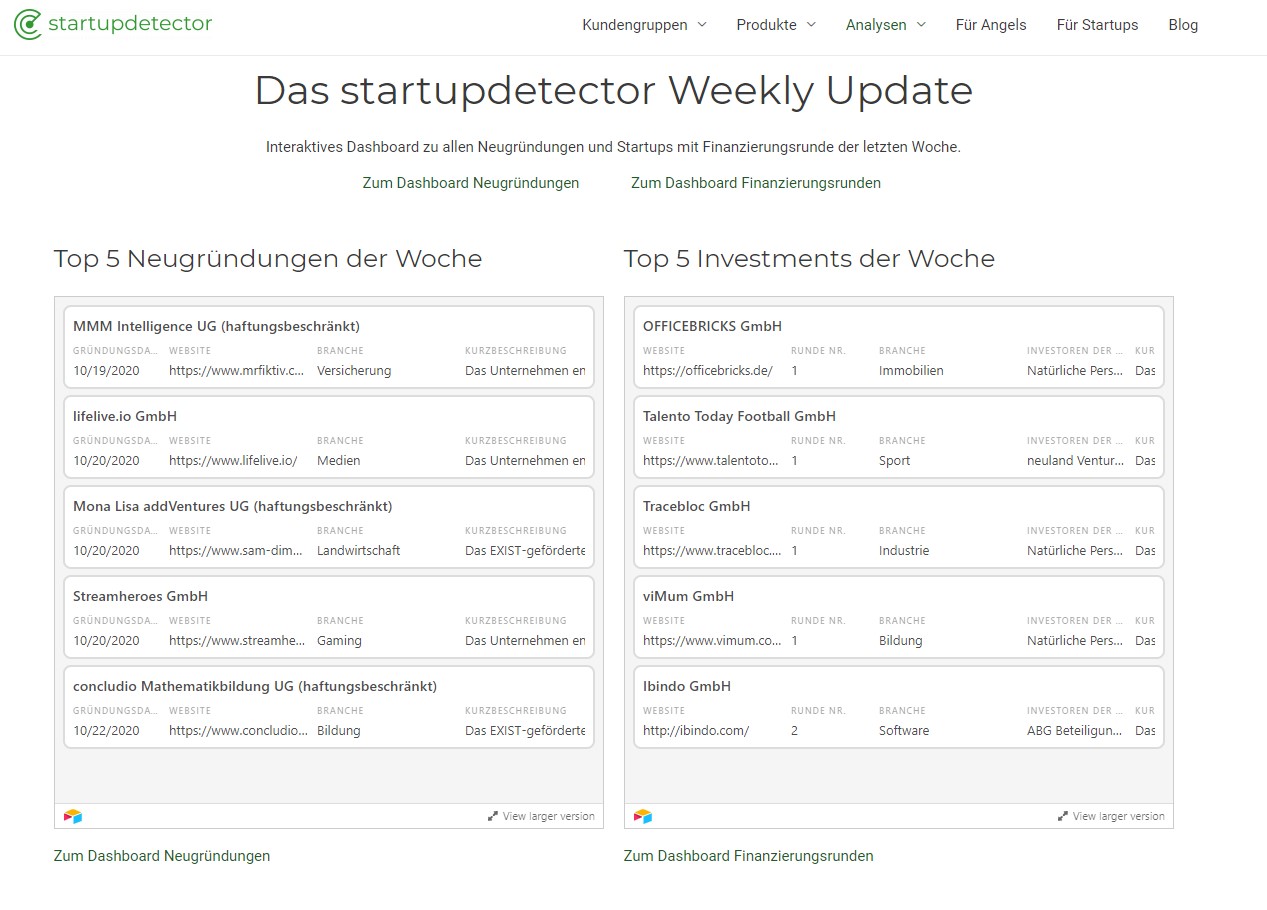 startupdetector
Kundengruppen Produkte Analysen Für Angels Für Startups Blog
Das startupdetector Weekly Update
Interaktives Dashboard zu allen Neugründungen und Startups mit Finanzierungsrunde der letzten Woche.
Zum Dashboard Neugründungen Zum Dashboard Finanzierungsrunden
Top 5 Neugründungen der Woche
MMM Intelligence UG (haftungsbeschränkt)
GRÜNDUNGSDA... WEBSITE BRANCHE KURZBESCHREIBUNG
10/19/2020 https://www.mrfiktiv.c... Versicherung Das Unternehmen en
lifelive.io GmbH
GRÜNDUNGSDA... WEBSITE BRANCHE KURZBESCHREIBUNG
10/20/2020 https://www.lifelive.io/ Medien Das Unternehmen en
Mona Lisa addVentures UG (haftungsbeschränkt)
GRÜNDUNGSDA... WEBSITE BRANCHE KURZBESCHREIBUNG
10/20/2020 https://www.sam-dim... Landwirtschaft Das EXIST-geförderte
Streamheroes GmbH
GRÜNDUNGSDA... WEBSITE BRANCHE KURZBESCHREIBUNG
10/20/2020 https://www.streamhe... Gaming Das Unternehmen en
concludio Mathematikbildung UG (haftungsbeschränkt)
GRÜNDUNGSDA... WEBSITE BRANCHE KURZBESCHREIBUNG
10/22/2020 https://www.concludio... Bildung Das EXIST-geförderte
View larger version
Zum Dashboard Neugründungen
Top 5 Investments der Woche
OFFICEBRICKS GmbH
WEBSITE RUNDE NR. BRANCHE INVESTOREN DER ... KUR
https://officebricks.de/ 1 Immobilien Natürliche Pers... Das
Talento Today Football GmbH
WEBSITE RUNDE NR. BRANCHE INVESTOREN DER ... KUR
https://www.talentoto... 1 Sport neuland Ventur... Das
Tracebloc GmbH
WEBSITE RUNDE NR. BRANCHE INVESTOREN DER ... KUR
https://www.tracebloc.... 1 Industrie Natürliche Pers... Das
viMum GmbH
WEBSITE RUNDE NR. BRANCHE INVESTOREN DER ... KUR
https://www.vimum.co... 1 Bildung Natürliche Pers... Das
Ibindo GmbH
WEBSITE RUNDE NR. BRANCHE INVESTOREN DER ... KUR
http://ibindo.com/ 2 Software ABG Beteiligun... Das
View larger version
Zum Dashboard Finanzierungsrunden